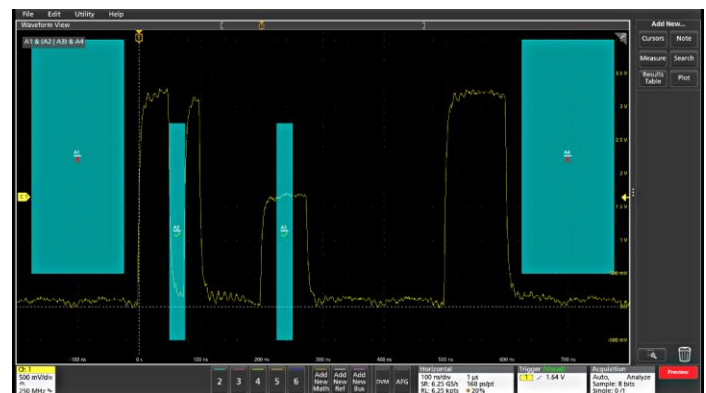 File Edit Utility Help
Waveform View
Add New...
A1 & (A2 | A3) & A4
Cursors Note
Measure Search
Results Table Plot
3.5 V
3 V
2.5 V
2 V
1 V
500 mV
0 V
-500 mV
A1
A2
A3
A4
C1
-100 ns 0 s 100 ns 200 ns 300 ns 400 ns 500 ns 600 ns 700 ns
Ch 1
500 mV/div
250 MHz
2 3 4 5 6
Add New Math
Add New Ref
Add New Bus
DVM AFG
Horizontal
100 ns/div 1 µs
SR: 6.25 GS/s 160 ps/pt
RL: 6.25 kpts 20%
Trigger
1 1.64 V
Acquisition
Auto, Analyze
Sample: 8 bits
Single: 0 /1
Preview